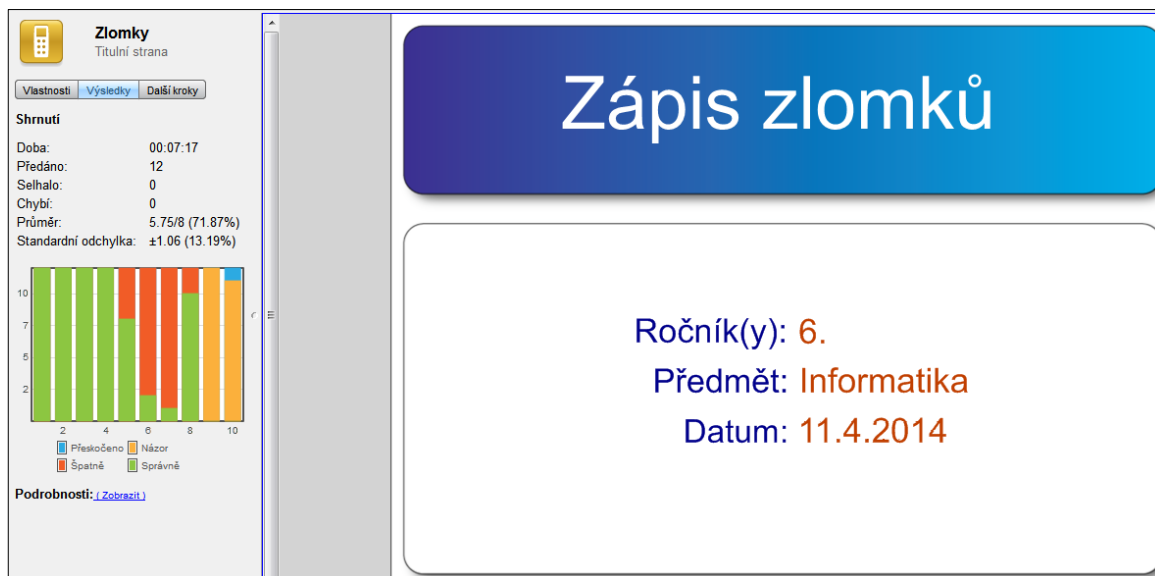 Zlomky
Titulní strana
Vlastnosti Výsledky Další kroky
Shrnutí
Doba: 00:07:17
Předáno: 12
Selhalo: 0
Chybí: 0
Průměr: 5.75/8 (71.87%)
Standardní odchylka: ±1.06 (13.19%)
10
7
5
2
2 4 6 8 10
Přeskočeno Názor
Špatně Správně
Podrobnosti: ( Zobrazit )
Zápis zlomků
Ročník(y): 6.
Předmět: Informatika
Datum: 11.4.2014